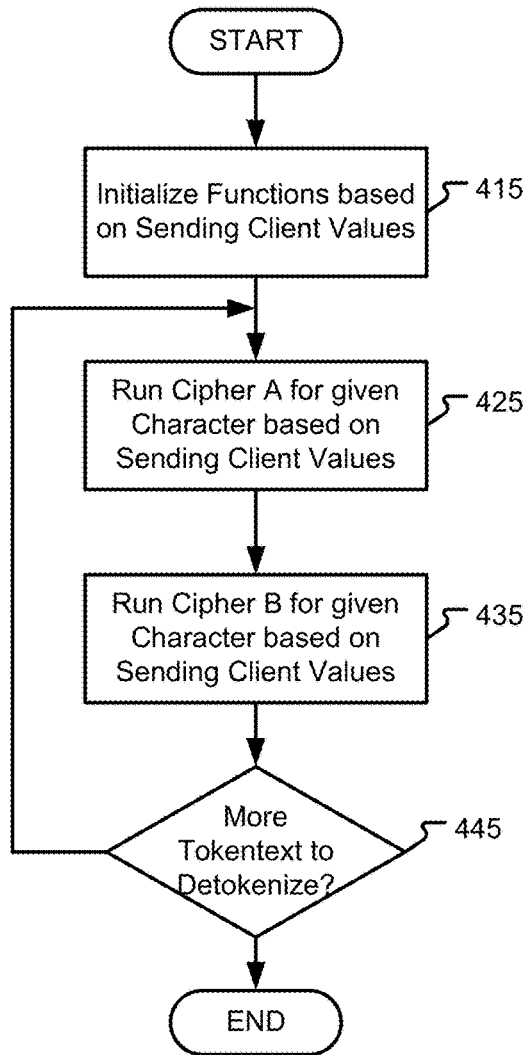 START
Initialize Functions based
on Sending Client Values
415
Run Cipher A for given
Character based on
Sending Client Values
425
Run Cipher B for given
Character based on
Sending Client Values
435
More
Tokentext to
Detokenize?
445
END